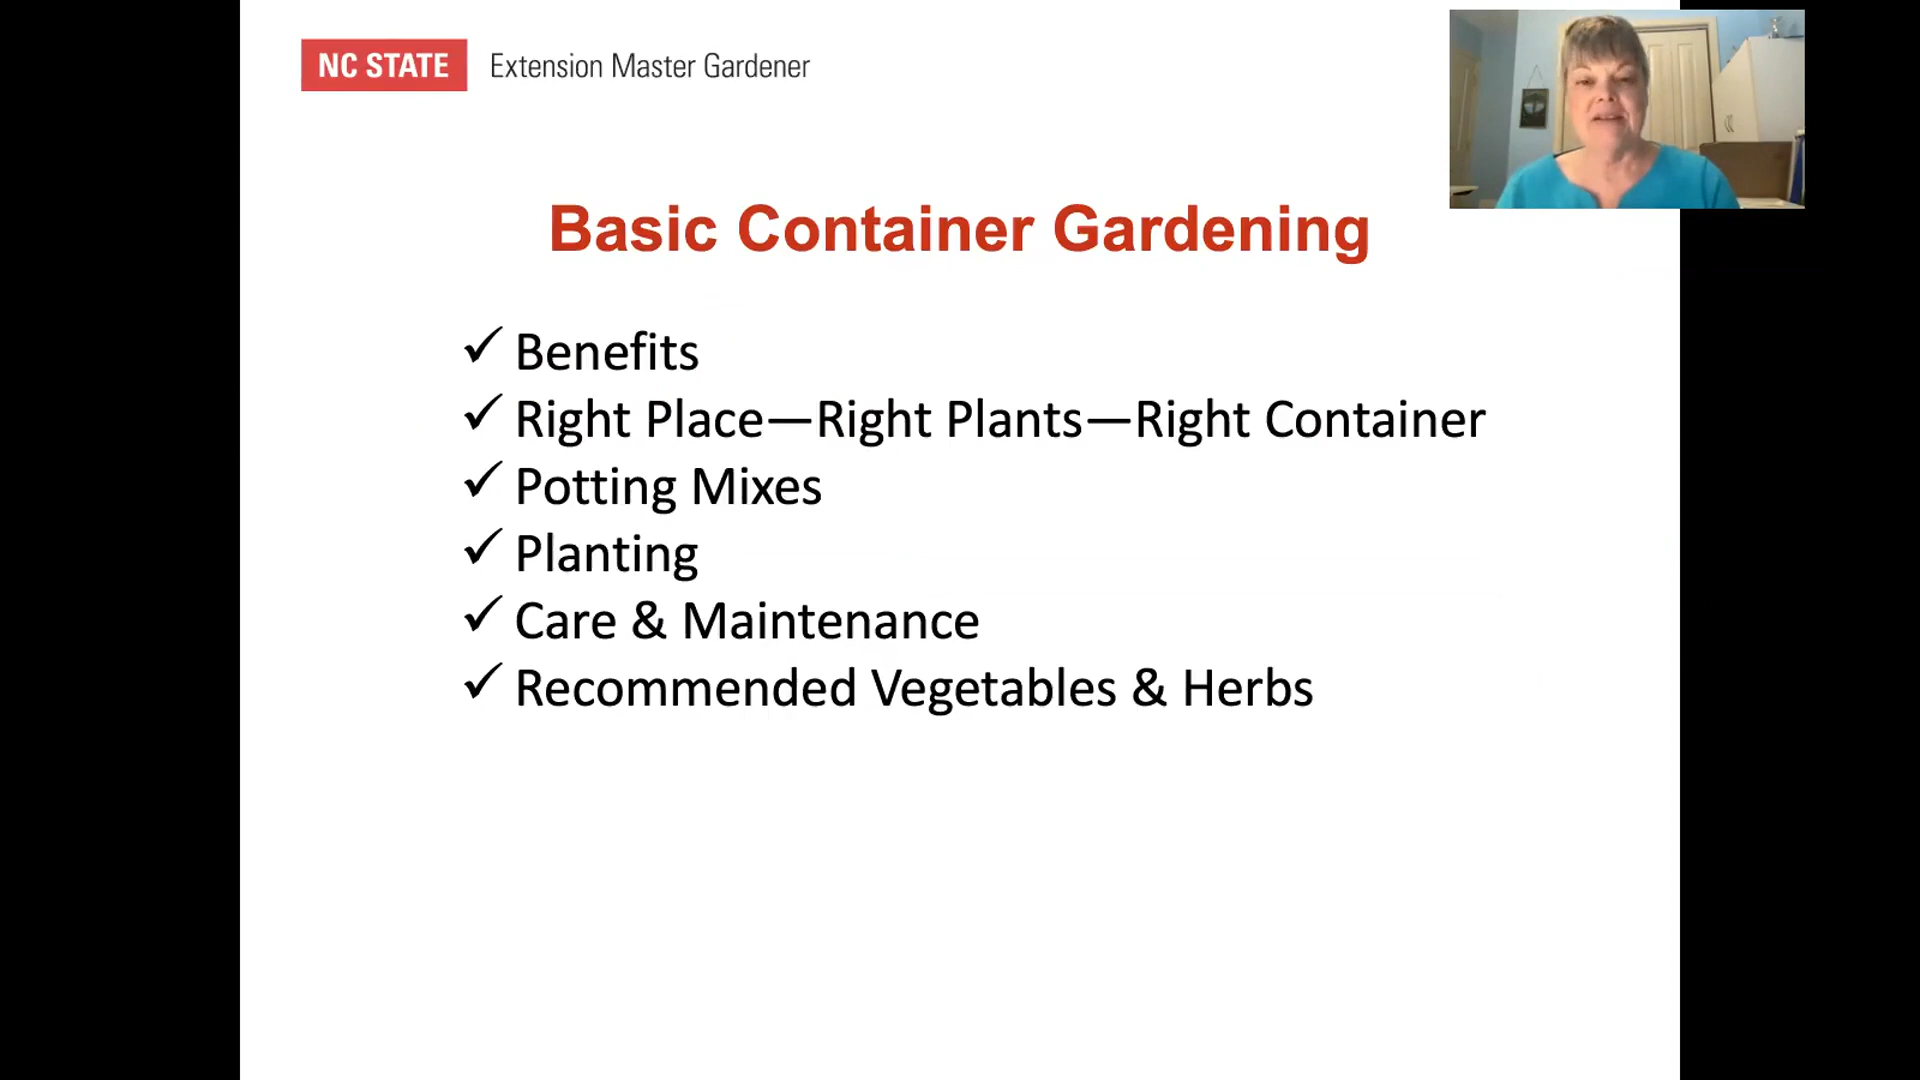 NC STATE Extension Master Gardener
Basic Container Gardening
✓ Benefits
✓ Right Place—Right Plants—Right Container
✓ Potting Mixes
✓ Planting
✓ Care & Maintenance
✓ Recommended Vegetables & Herbs